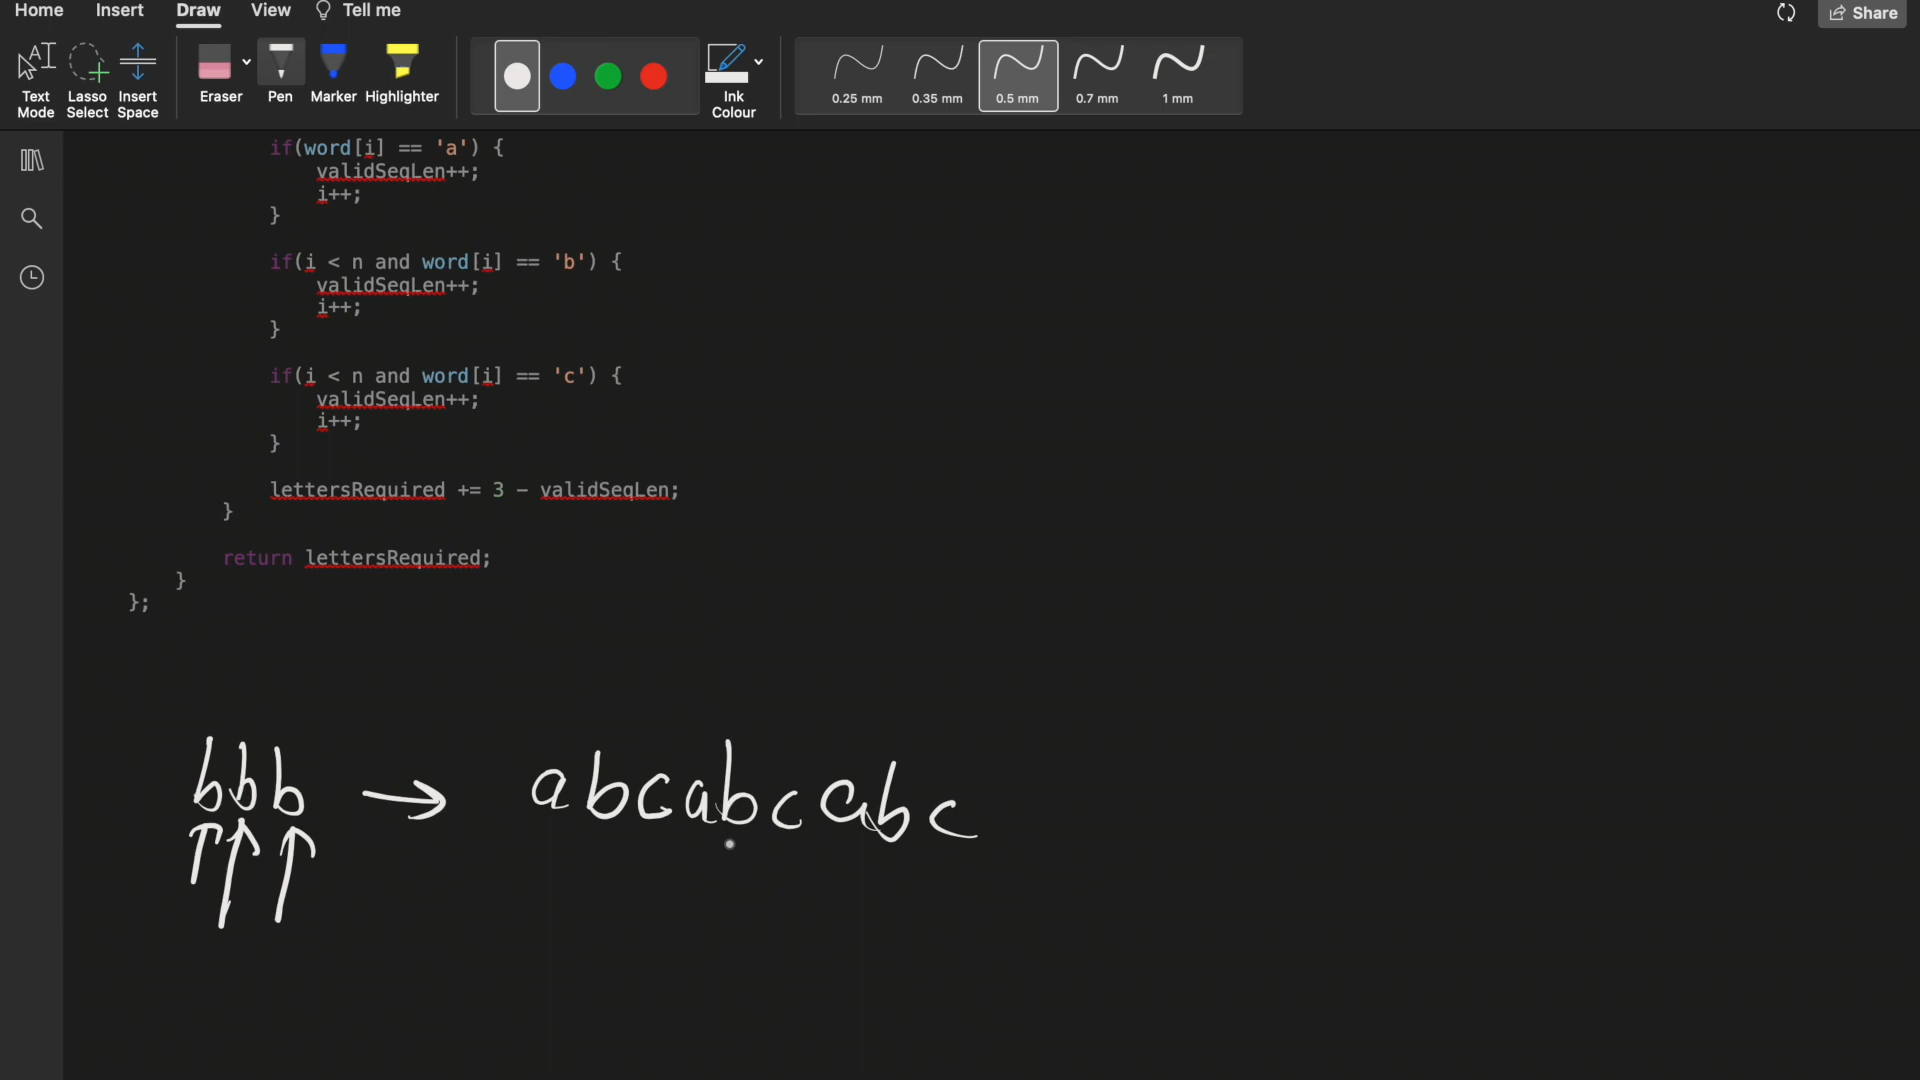 Home Insert Draw View Tell me Share
Text Mode Lasso Select Insert Space Eraser Pen Marker Highlighter Ink Colour 0.25 mm 0.35 mm 0.5 mm 0.7 mm 1 mm
if(word[i] == 'a') {
validSeqLen++;
i++;
}
if(i < n and word[i] == 'b') {
validSeqLen++;
i++;
}
if(i < n and word[i] == 'c') {
validSeqLen++;
i++;
}
lettersRequired += 3 - validSeqLen;
}
return lettersRequired;
}
};
bbb → abcabcabc